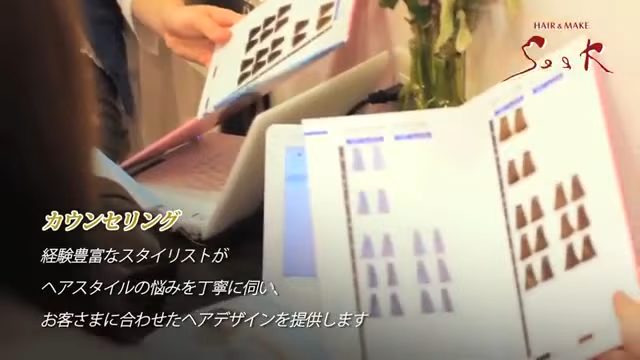 HAIR & MAKE
SeeK
カウンセリング
経験豊富なスタイリストが
ヘアスタイルの悩みを丁寧に伺い、
お客さまに合わせたヘアデザインを提供します